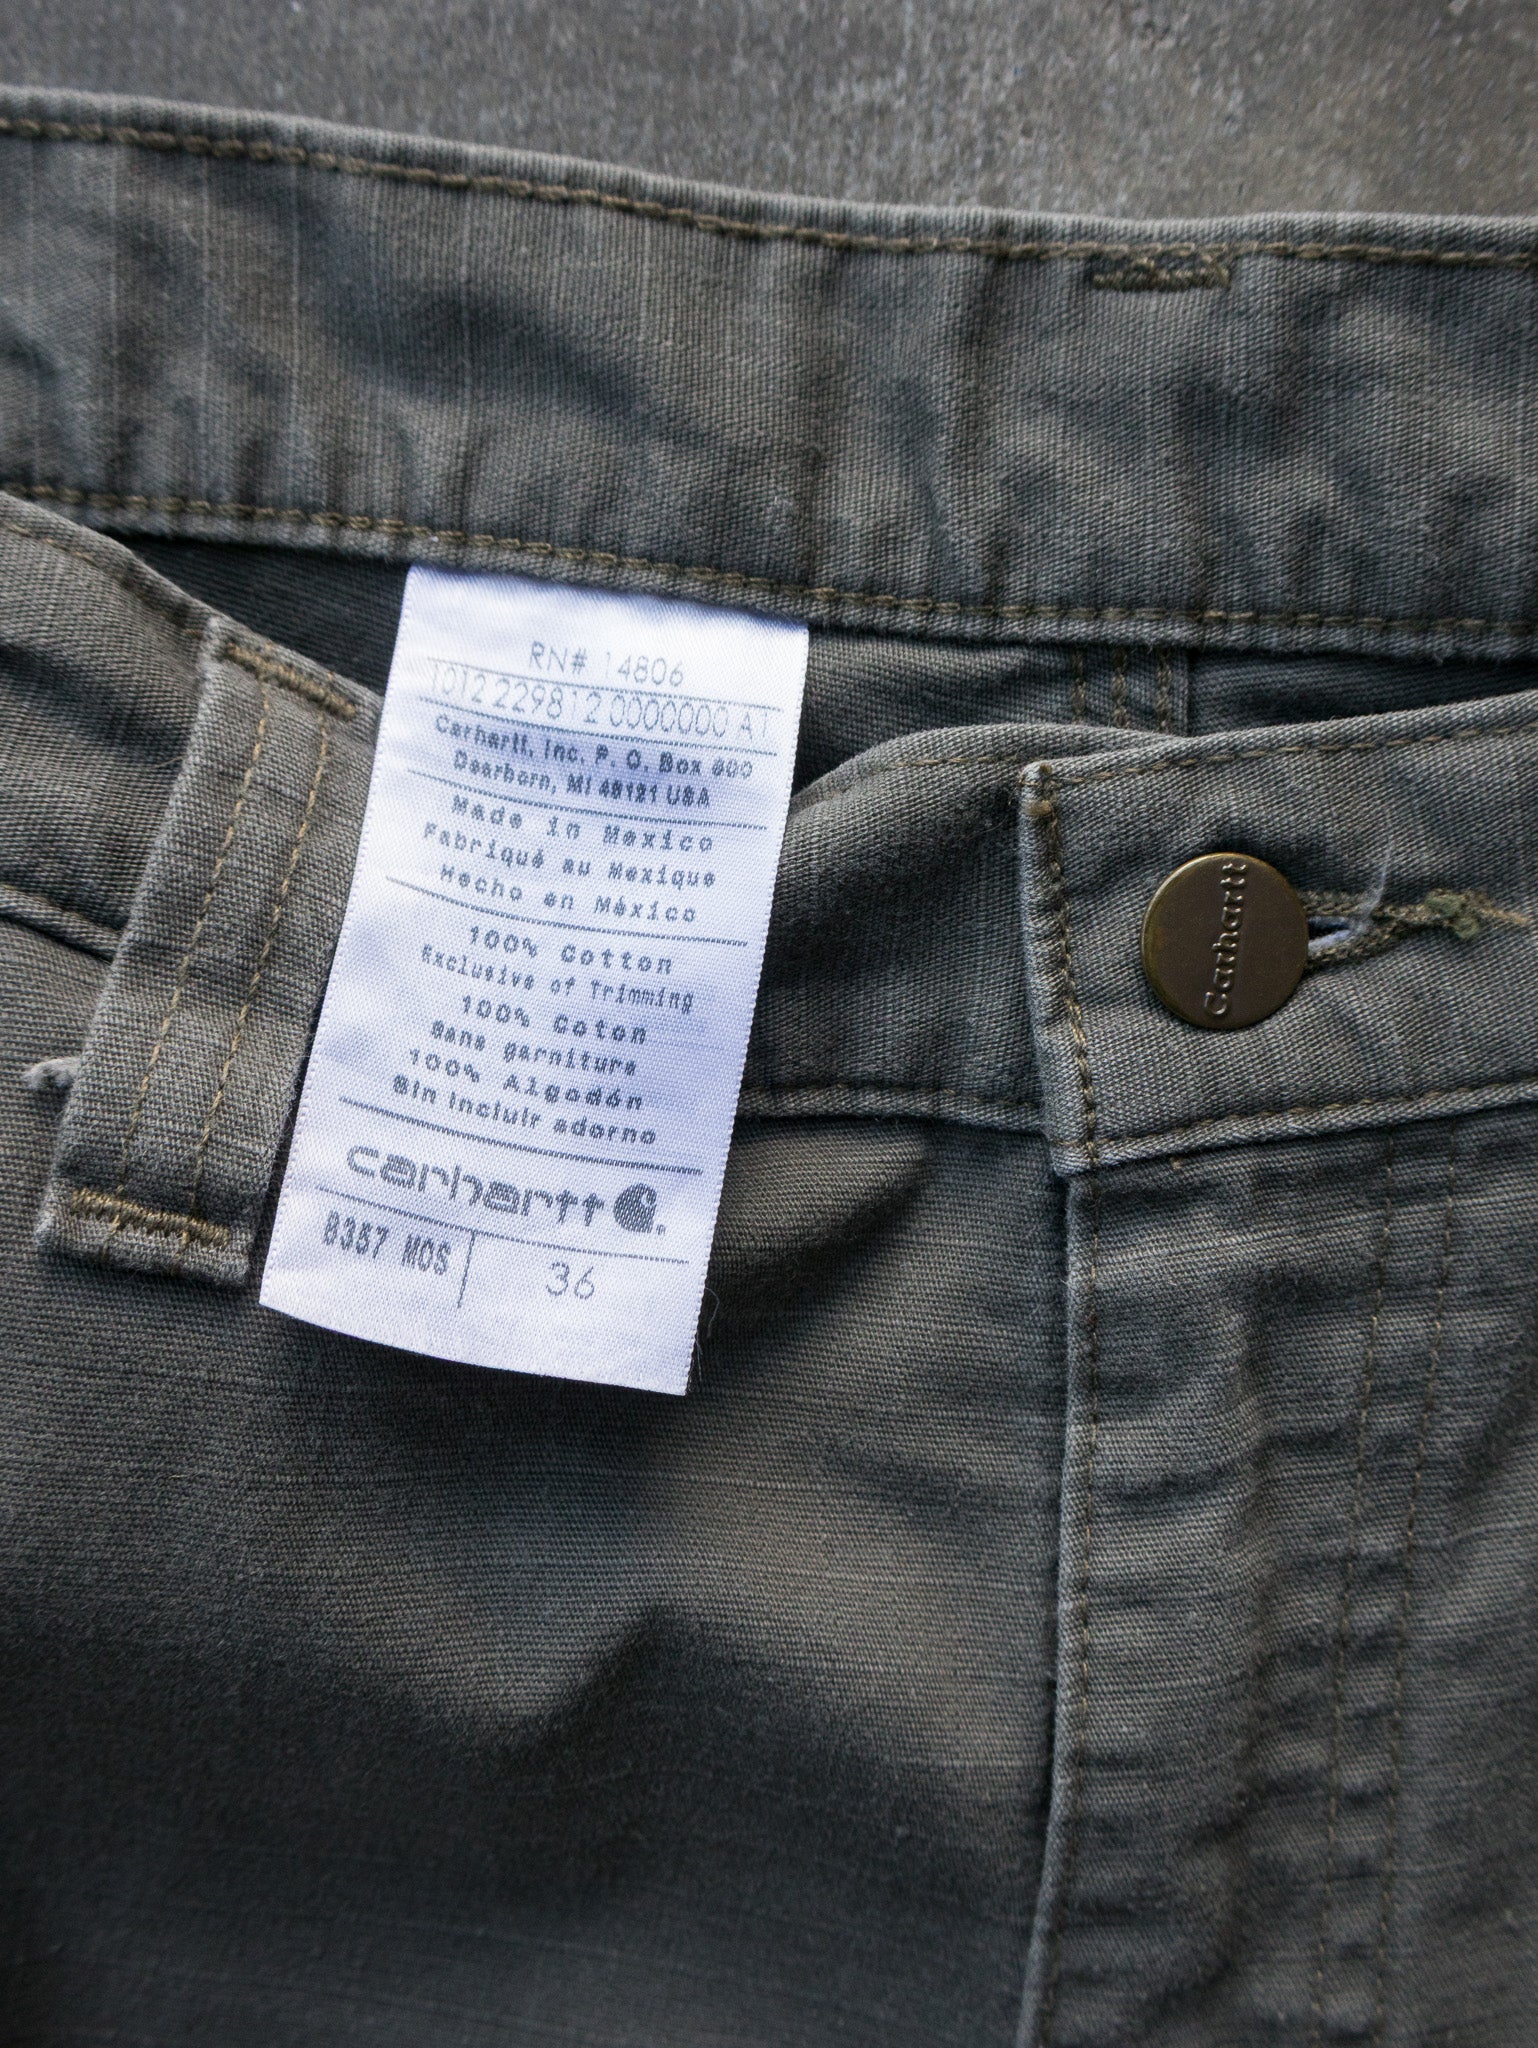 RN# 14806
1012 229812 0000000 A1
Carhartt, Inc. P. O. Box 600
Dearborn, MI 48121 USA
Made in Mexico
Fabriqué au Mexique
Hecho en México
100% Cotton
Exclusive of Trimming
100% Coton
Sans garniture
100% Algodón
Sin incluir adorno
carhartt
B357 MOS
36
Carhartt